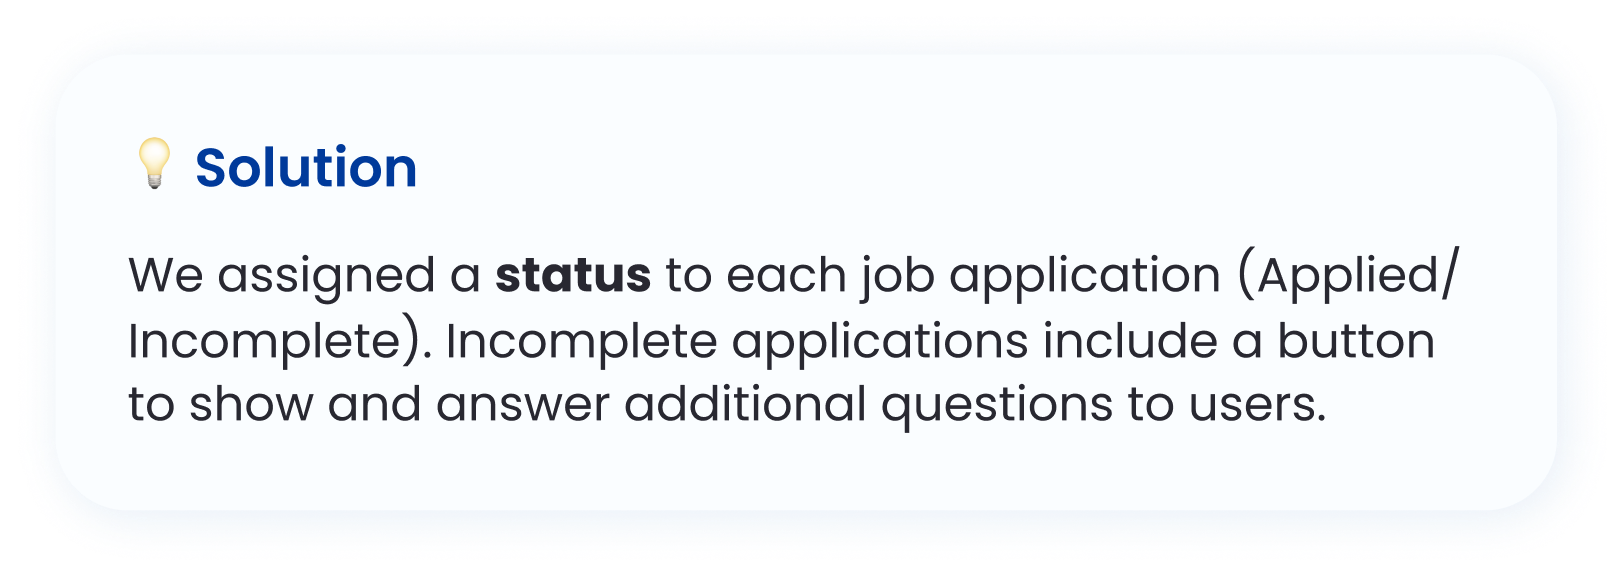 💡 Solution
We assigned a status to each job application (Applied/
Incomplete). Incomplete applications include a button
to show and answer additional questions to users.